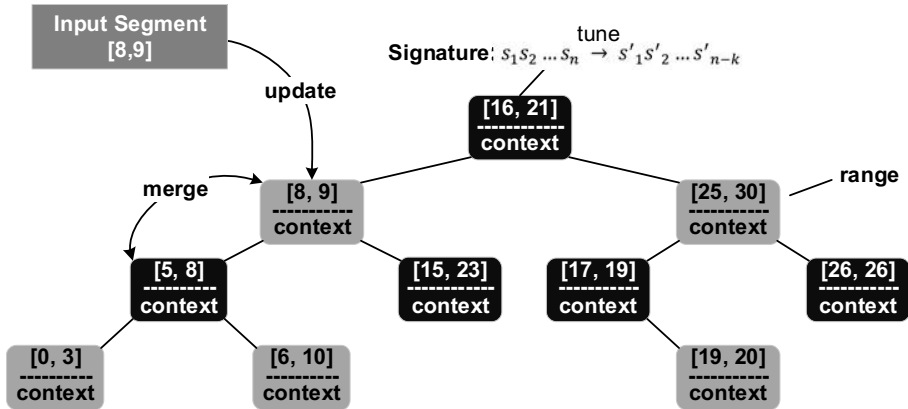 Input Segment
[8,9]
tune
Signature: s₁s₂ ... sₙ → s′₁s′₂ ... s′ₙ₋ₖ
update
[16, 21]
------------
context
merge
[8, 9]
------------
context
[25, 30]
------------
context
range
[5, 8]
-----------
context
[15, 23]
------------
context
[17, 19]
-----------
context
[26, 26]
------------
context
[0, 3]
-----------
context
[6, 10]
-----------
context
[19, 20]
------------
context